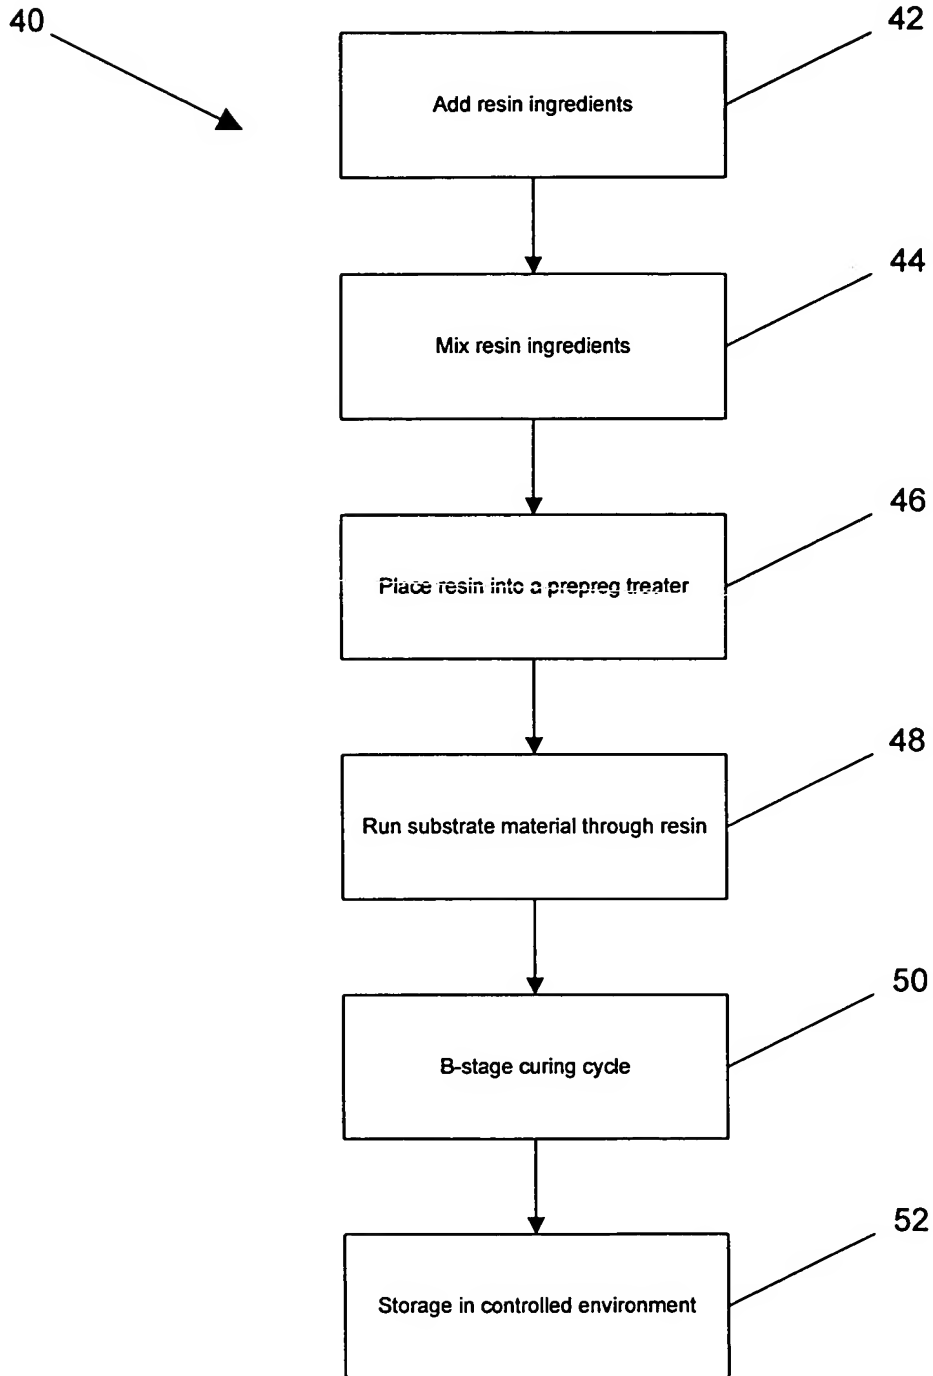 40
42
Add resin ingredients
44
Mix resin ingredients
46
Place resin into a prepreg treater
48
Run substrate material through resin
50
B-stage curing cycle
52
Storage in controlled environment